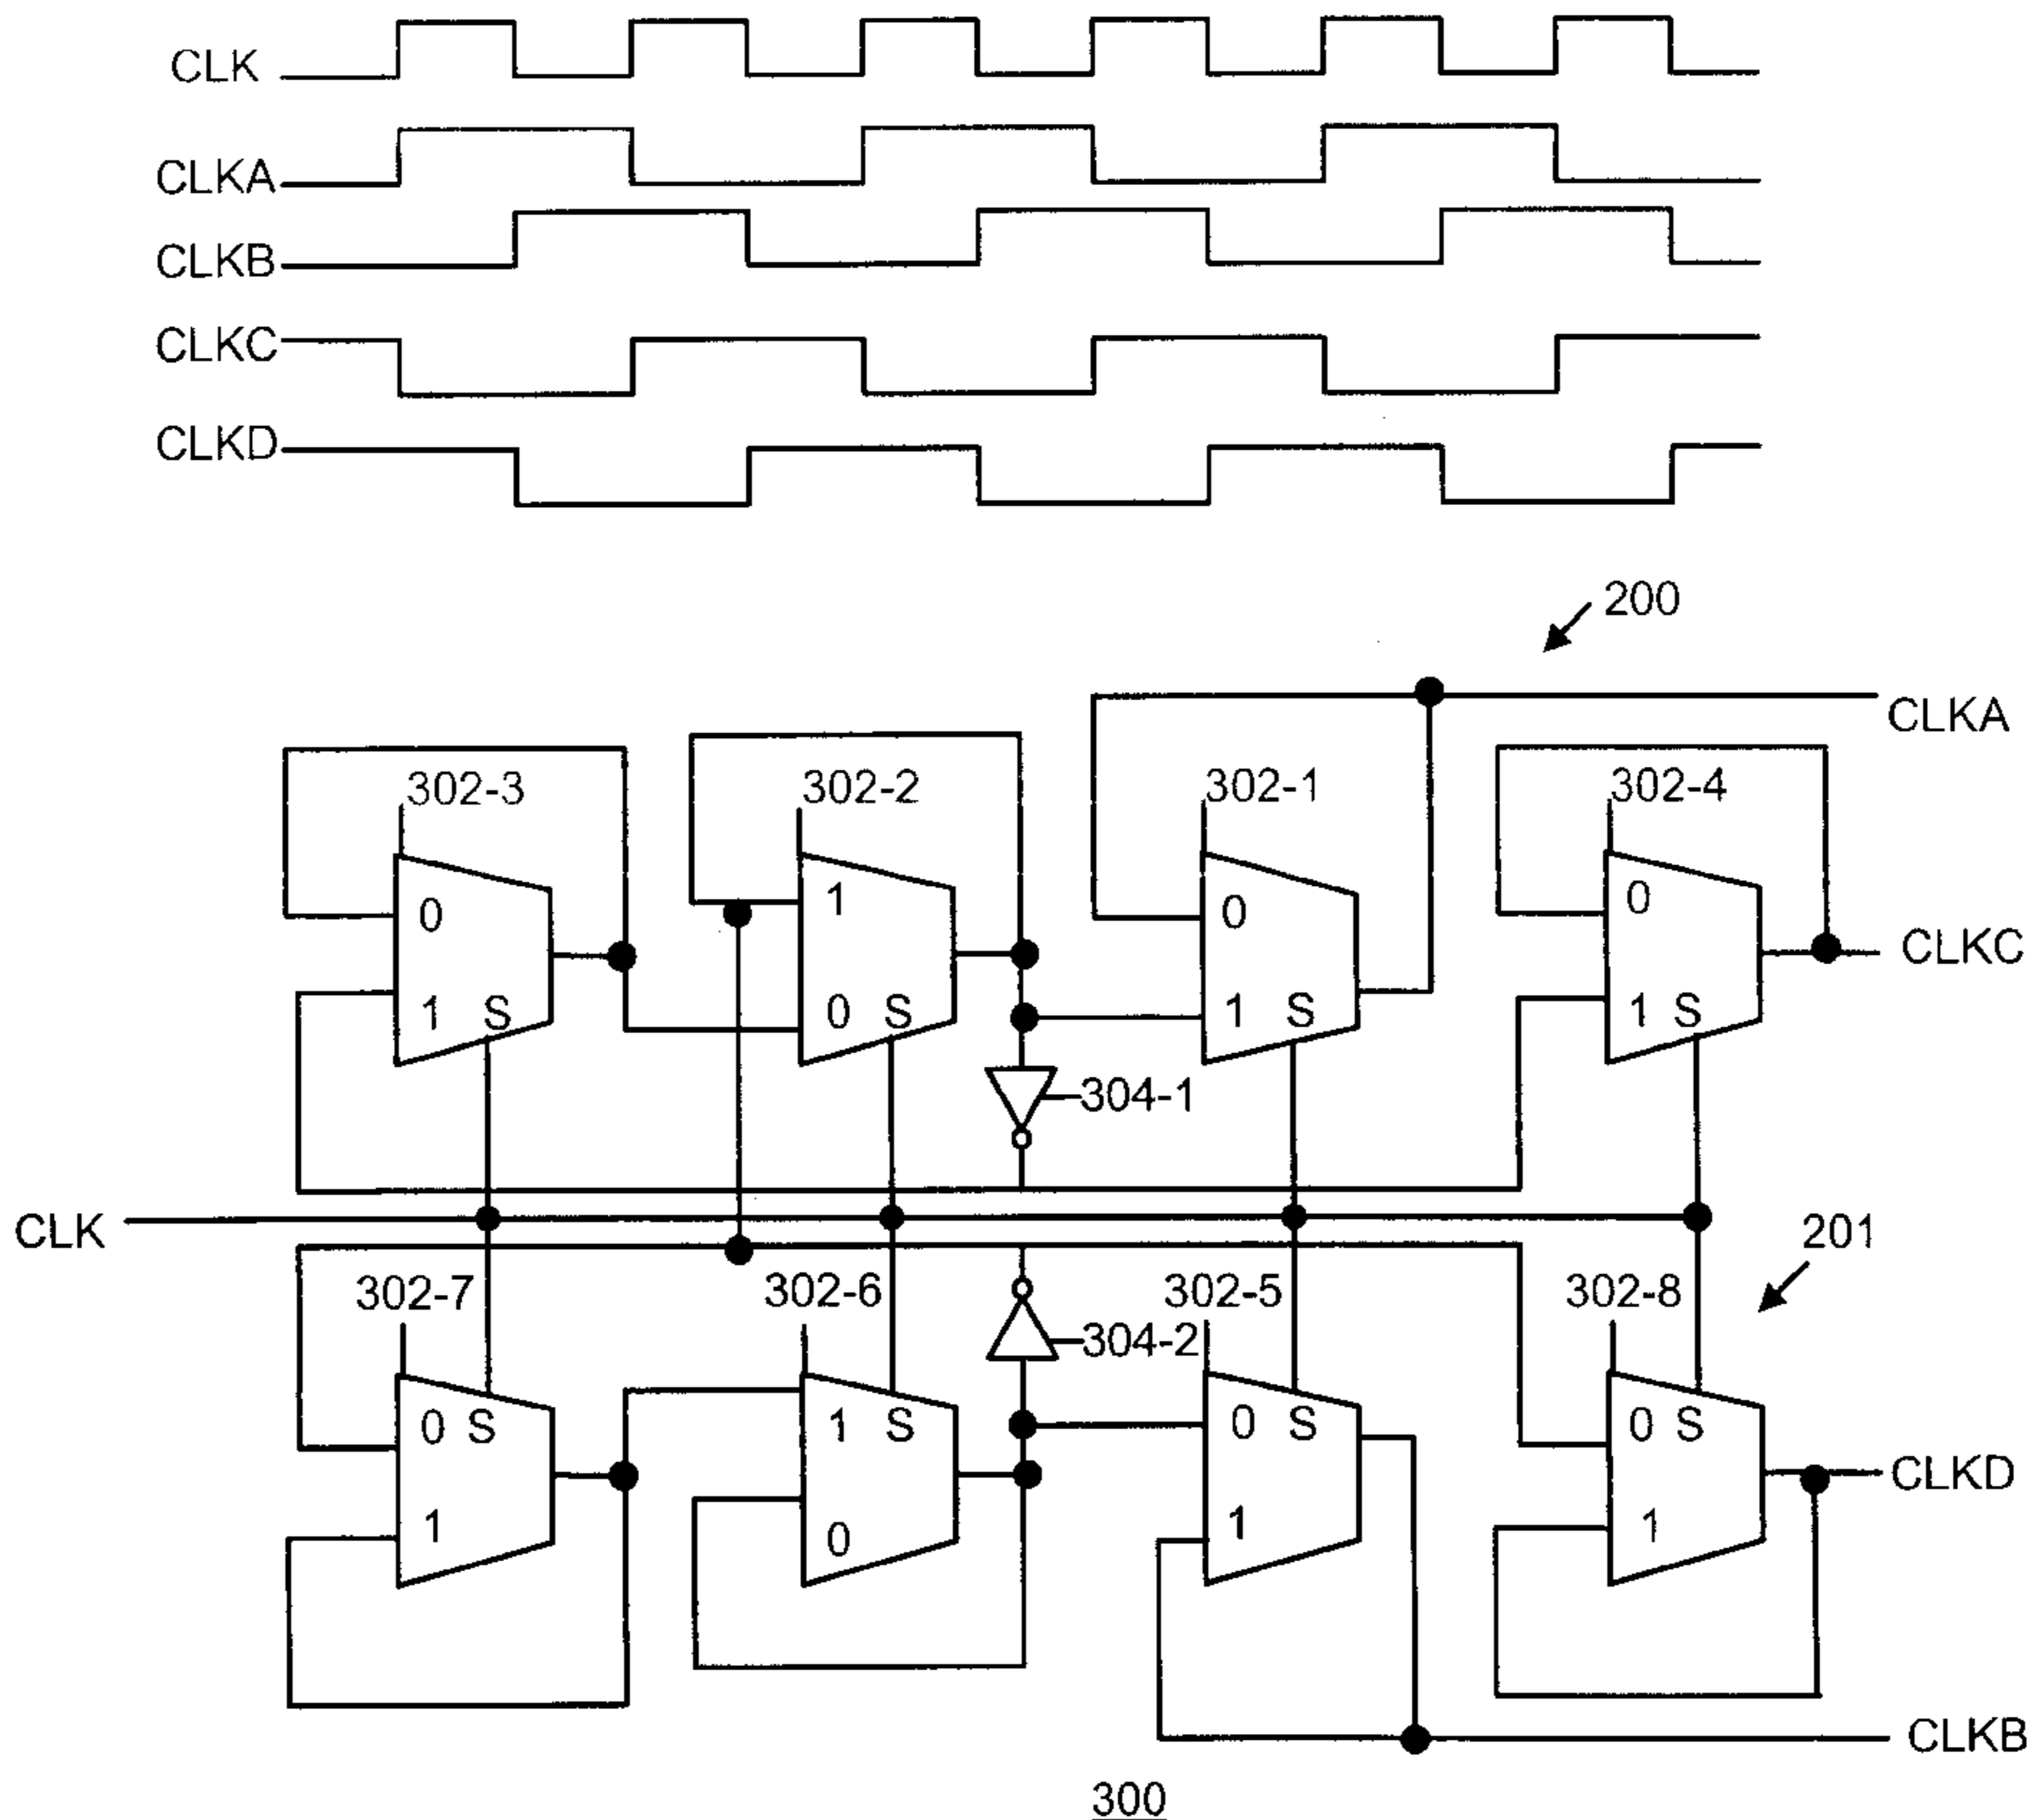 CLK
CLKA
CLKB
CLKC
CLKD
200
CLKA
302-3
302-2
302-1
302-4
0
1
0
0
CLKC
1 S
0 S
1 S
1 S
304-1
CLK
201
302-7
302-6
302-5
302-8
304-2
0 S
1 S
0 S
0 S
CLKD
1
0
1
1
CLKB
300